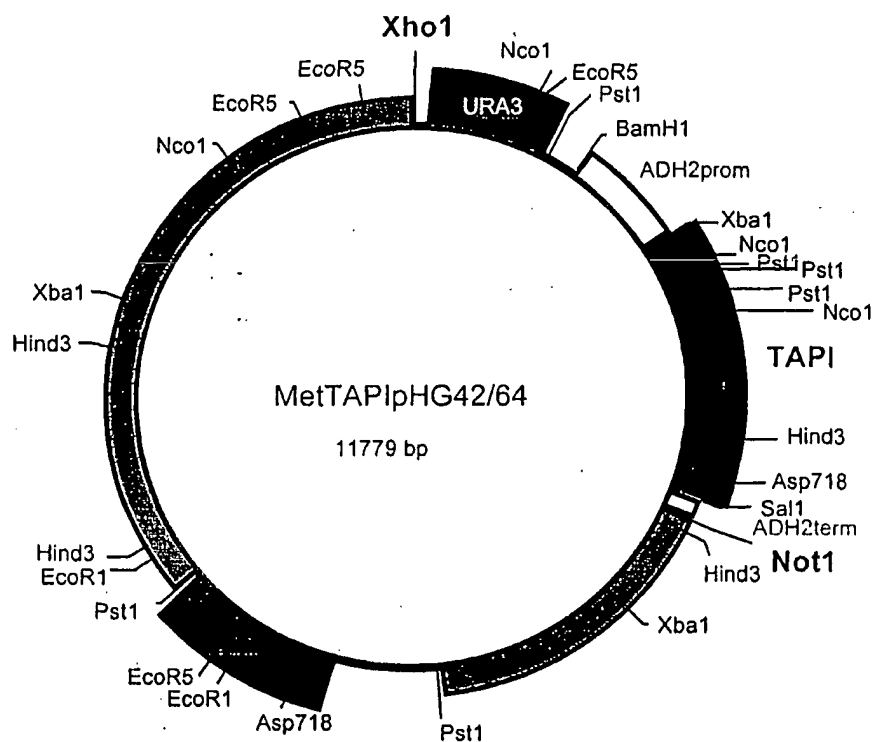 Xho1
Nco1
EcoR5
URA3
Pst1
BamH1
ADH2prom
Xba1
Nco1
Pst1
Pst1
Pst1
Nco1
TAPI
Hind3
Asp718
Sal1
ADH2term
Not1
Hind3
Xba1
Pst1
Asp718
EcoR1
EcoR5
Pst1
EcoR1
Hind3
Hind3
Xba1
Nco1
EcoR5
EcoR5
MetTAPIpHG42/64
11779 bp